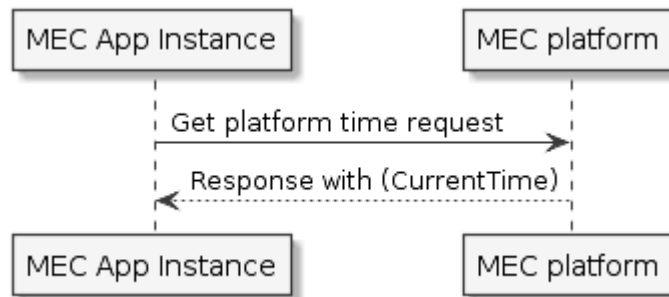 MEC App Instance
MEC platform
Get platform time request
Response with (CurrentTime)
MEC App Instance
MEC platform